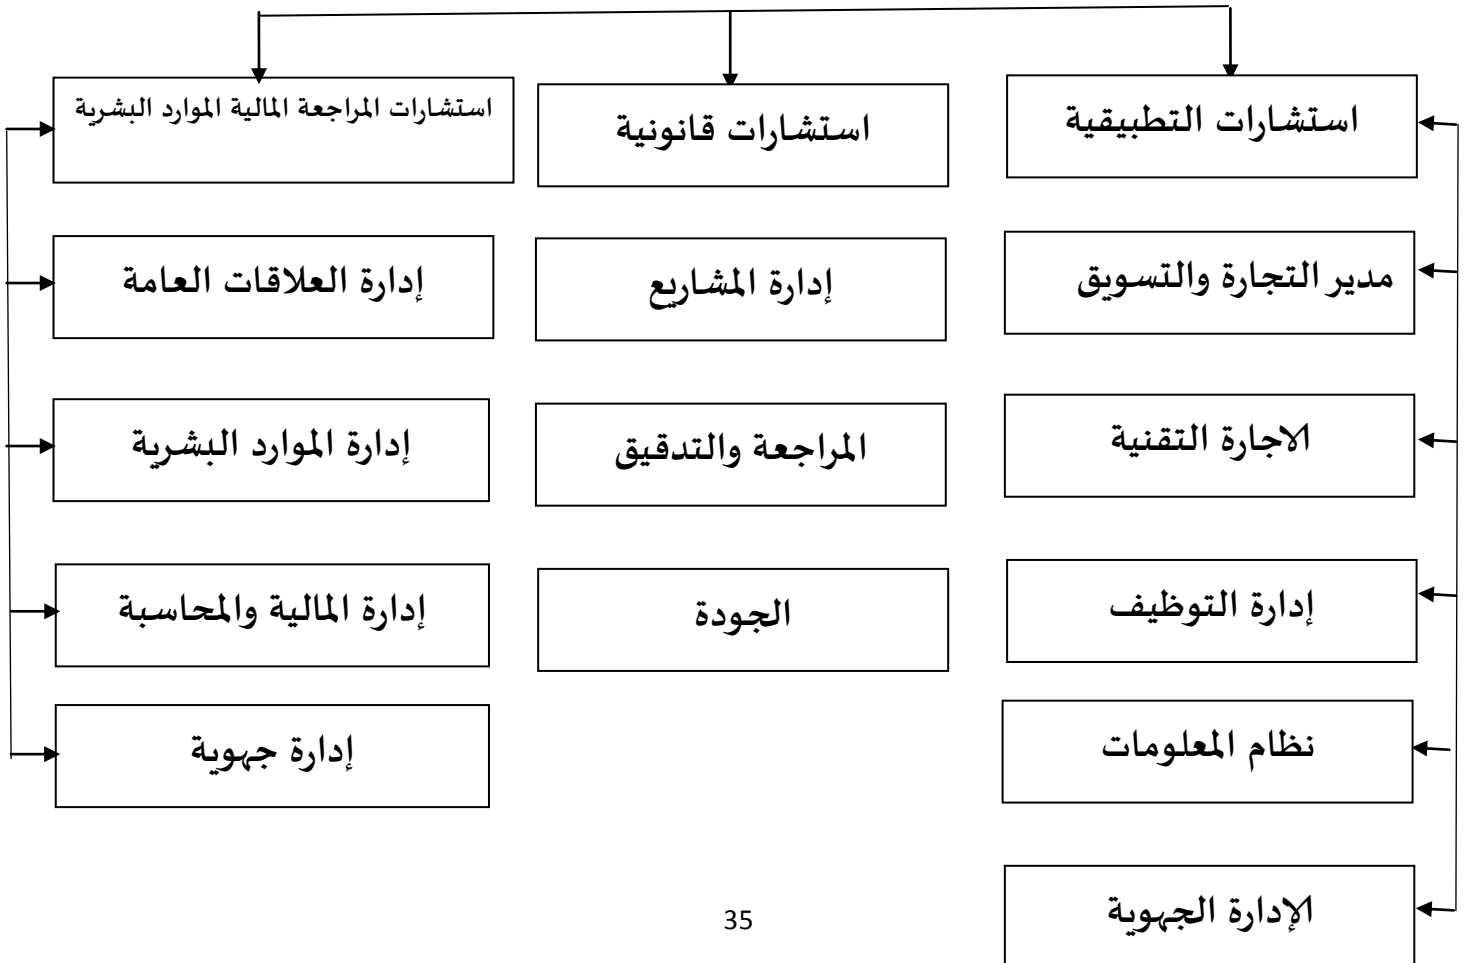 استشارات التطبيقية
استشارات قانونية
استشارات المراجعة المالية الموارد البشرية
مدير التجارة والتسويق
إدارة المشاريع
إدارة العلاقات العامة
الاجارة التقنية
المراجعة والتدقيق
إدارة الموارد البشرية
إدارة التوظيف
الجودة
إدارة المالية والمحاسبة
نظام المعلومات
إدارة جهوية
الإدارة الجهوية
35